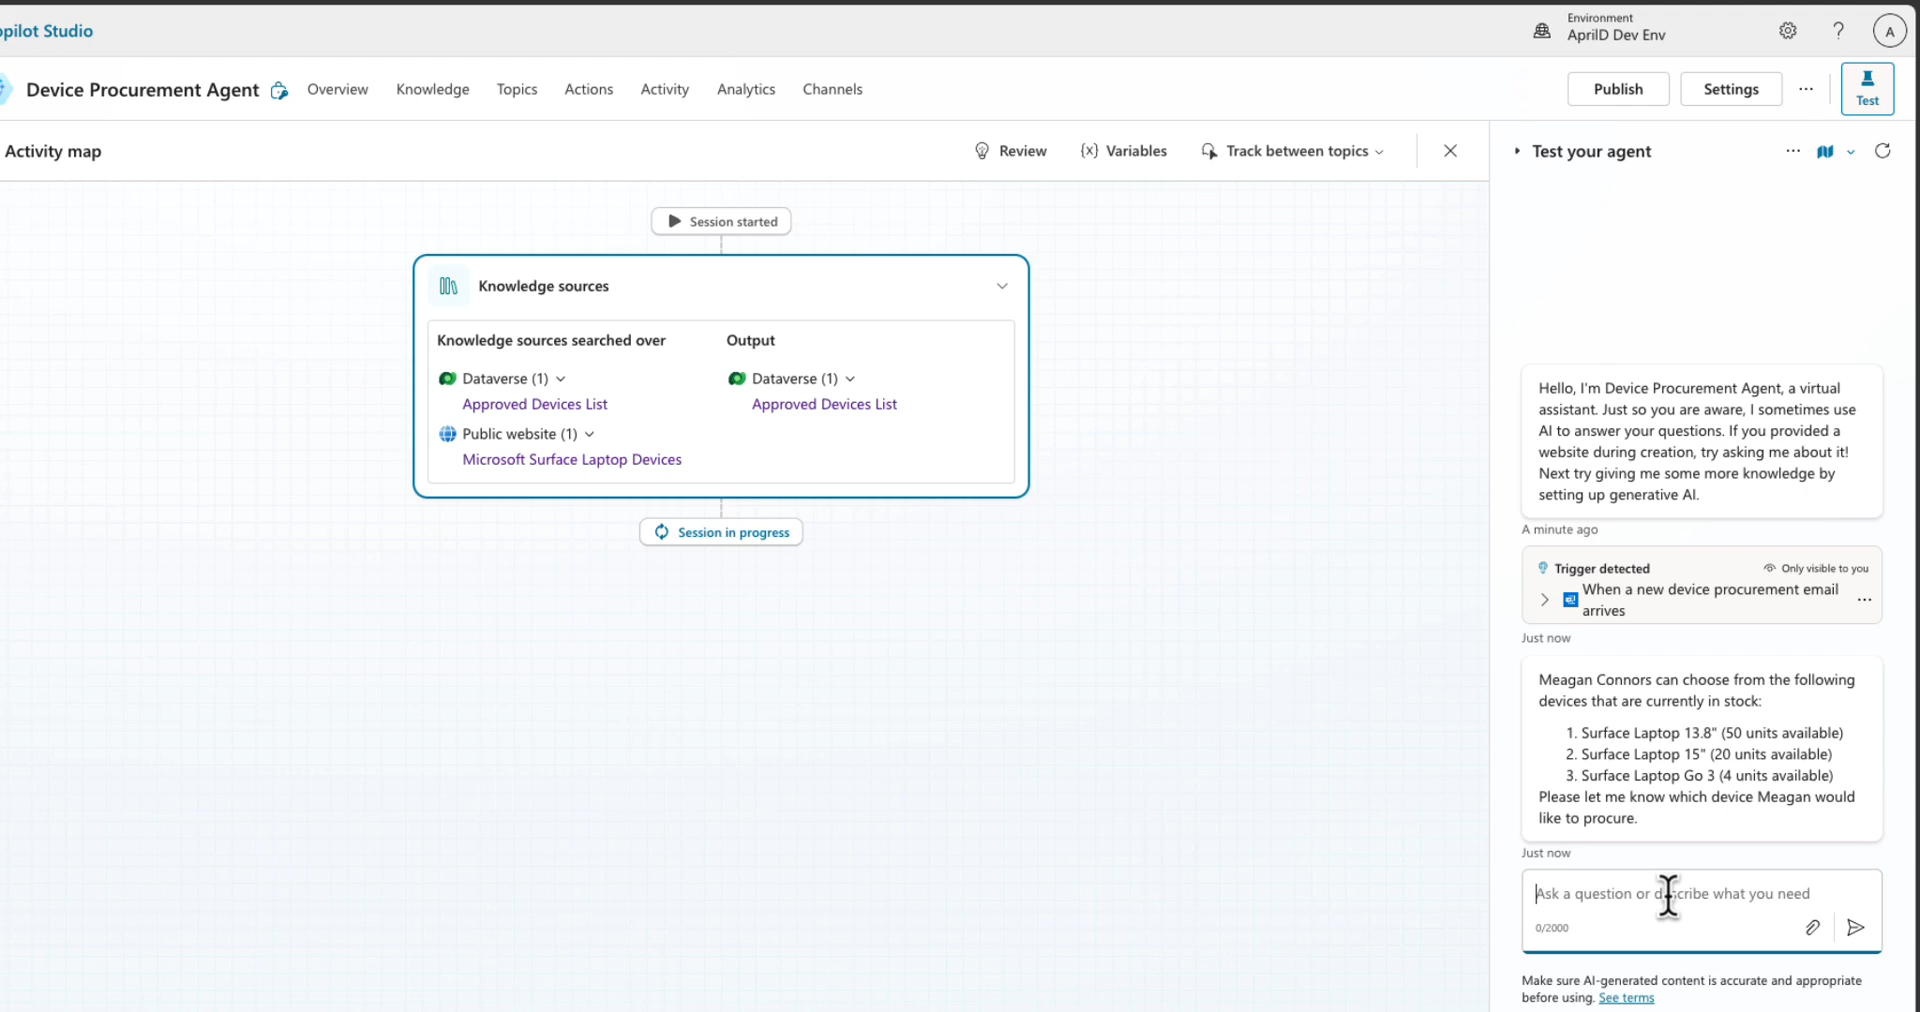 opilot Studio
Environment
AprilD Dev Env
?
A
Device Procurement Agent
Overview
Knowledge
Topics
Actions
Activity
Analytics
Channels
Publish
Settings
...
Test
Activity map
Review
{x} Variables
Track between topics
Test your agent
...
Session started
Knowledge sources
Knowledge sources searched over
Output
Dataverse (1)
Approved Devices List
Dataverse (1)
Approved Devices List
Public website (1)
Microsoft Surface Laptop Devices
Session in progress
Hello, I'm Device Procurement Agent, a virtual
assistant. Just so you are aware, I sometimes use
AI to answer your questions. If you provided a
website during creation, try asking me about it!
Next try giving me some more knowledge by
setting up generative AI.
A minute ago
Trigger detected
Only visible to you
When a new device procurement email
arrives
...
Just now
Meagan Connors can choose from the following
devices that are currently in stock:
1. Surface Laptop 13.8" (50 units available)
2. Surface Laptop 15" (20 units available)
3. Surface Laptop Go 3 (4 units available)
Please let me know which device Meagan would
like to procure.
Just now
Ask a question or describe what you need
0/2000
Make sure AI-generated content is accurate and appropriate
before using. See terms